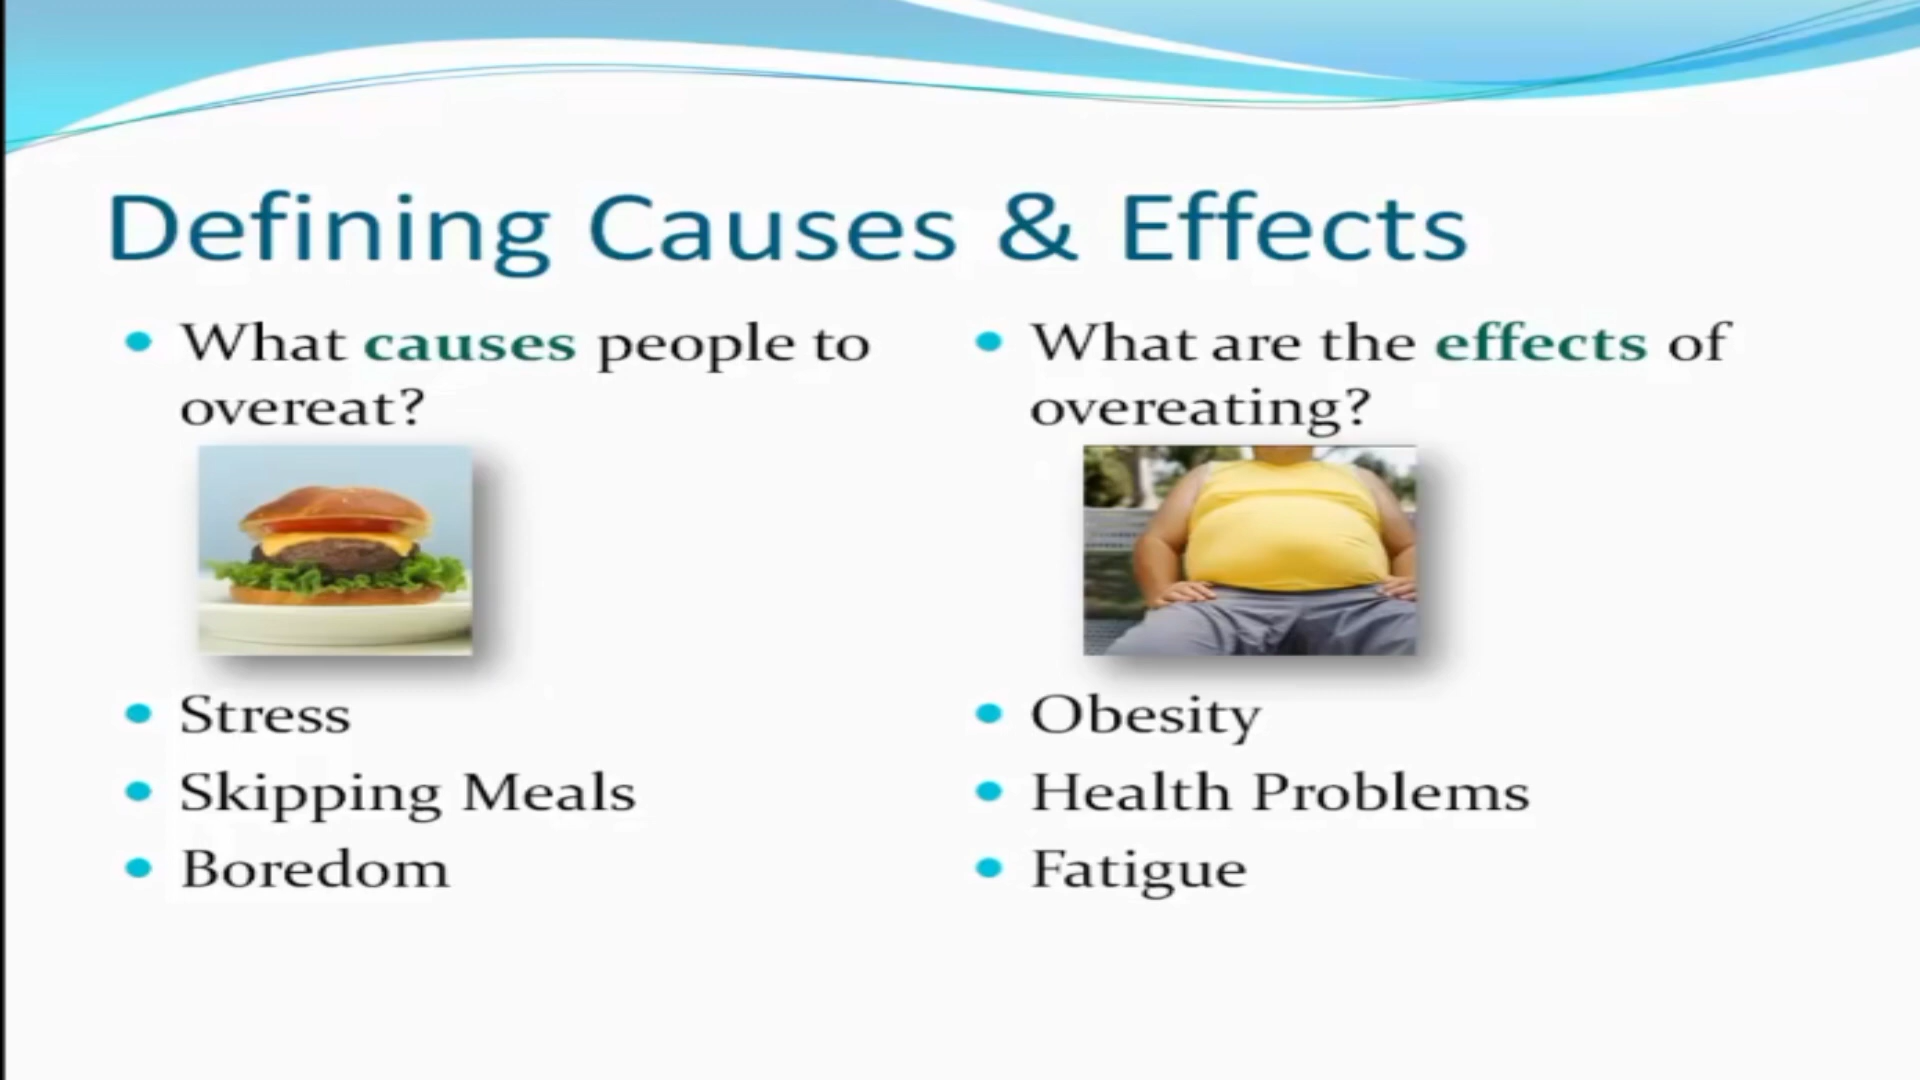 Defining Causes & Effects
What causes people to
overeat?
Stress
Skipping Meals
Boredom
What are the effects of
overeating?
Obesity
Health Problems
Fatigue